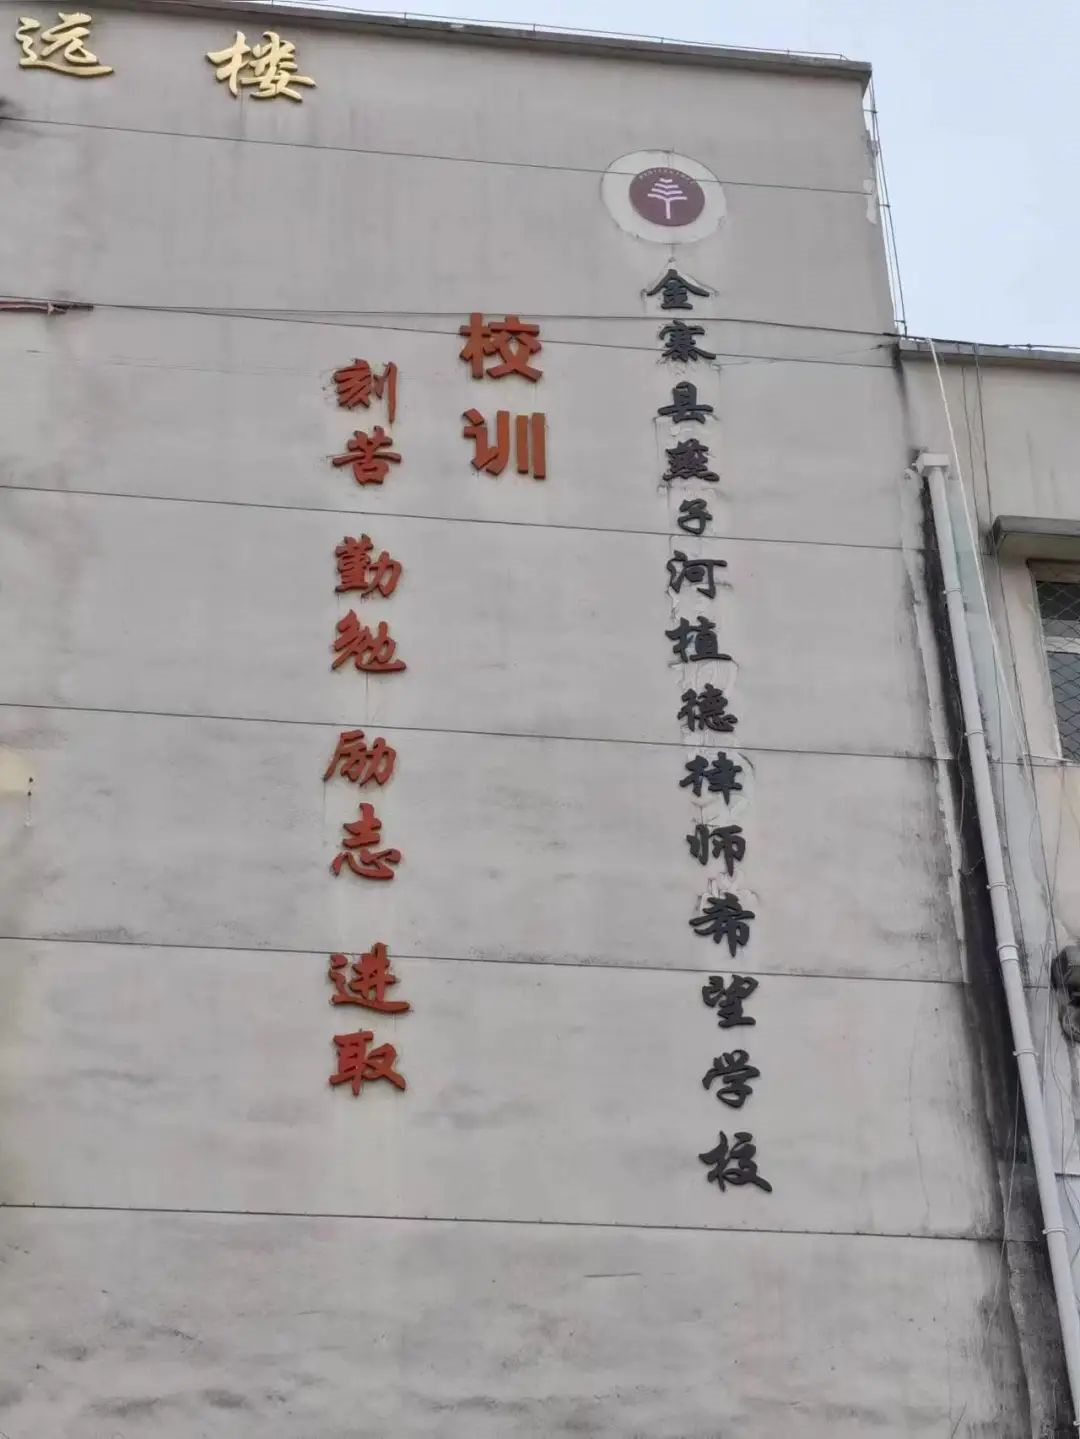 远楼
金寨县燕子河植德律师希望学校
校训
刻苦 勤勉 励志 进取